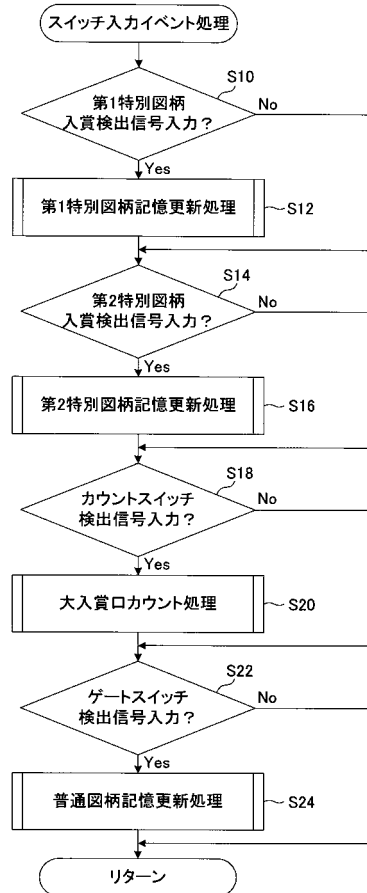 スイッチ入力イベント処理
S10
第1特別図柄
入賞検出信号入力？
No
Yes
第1特別図柄記憶更新処理
S12
S14
第2特別図柄
入賞検出信号入力？
No
Yes
第2特別図柄記憶更新処理
S16
S18
カウントスイッチ
検出信号入力？
No
Yes
大入賞口カウント処理
S20
S22
ゲートスイッチ
検出信号入力？
No
Yes
普通図柄記憶更新処理
S24
リターン